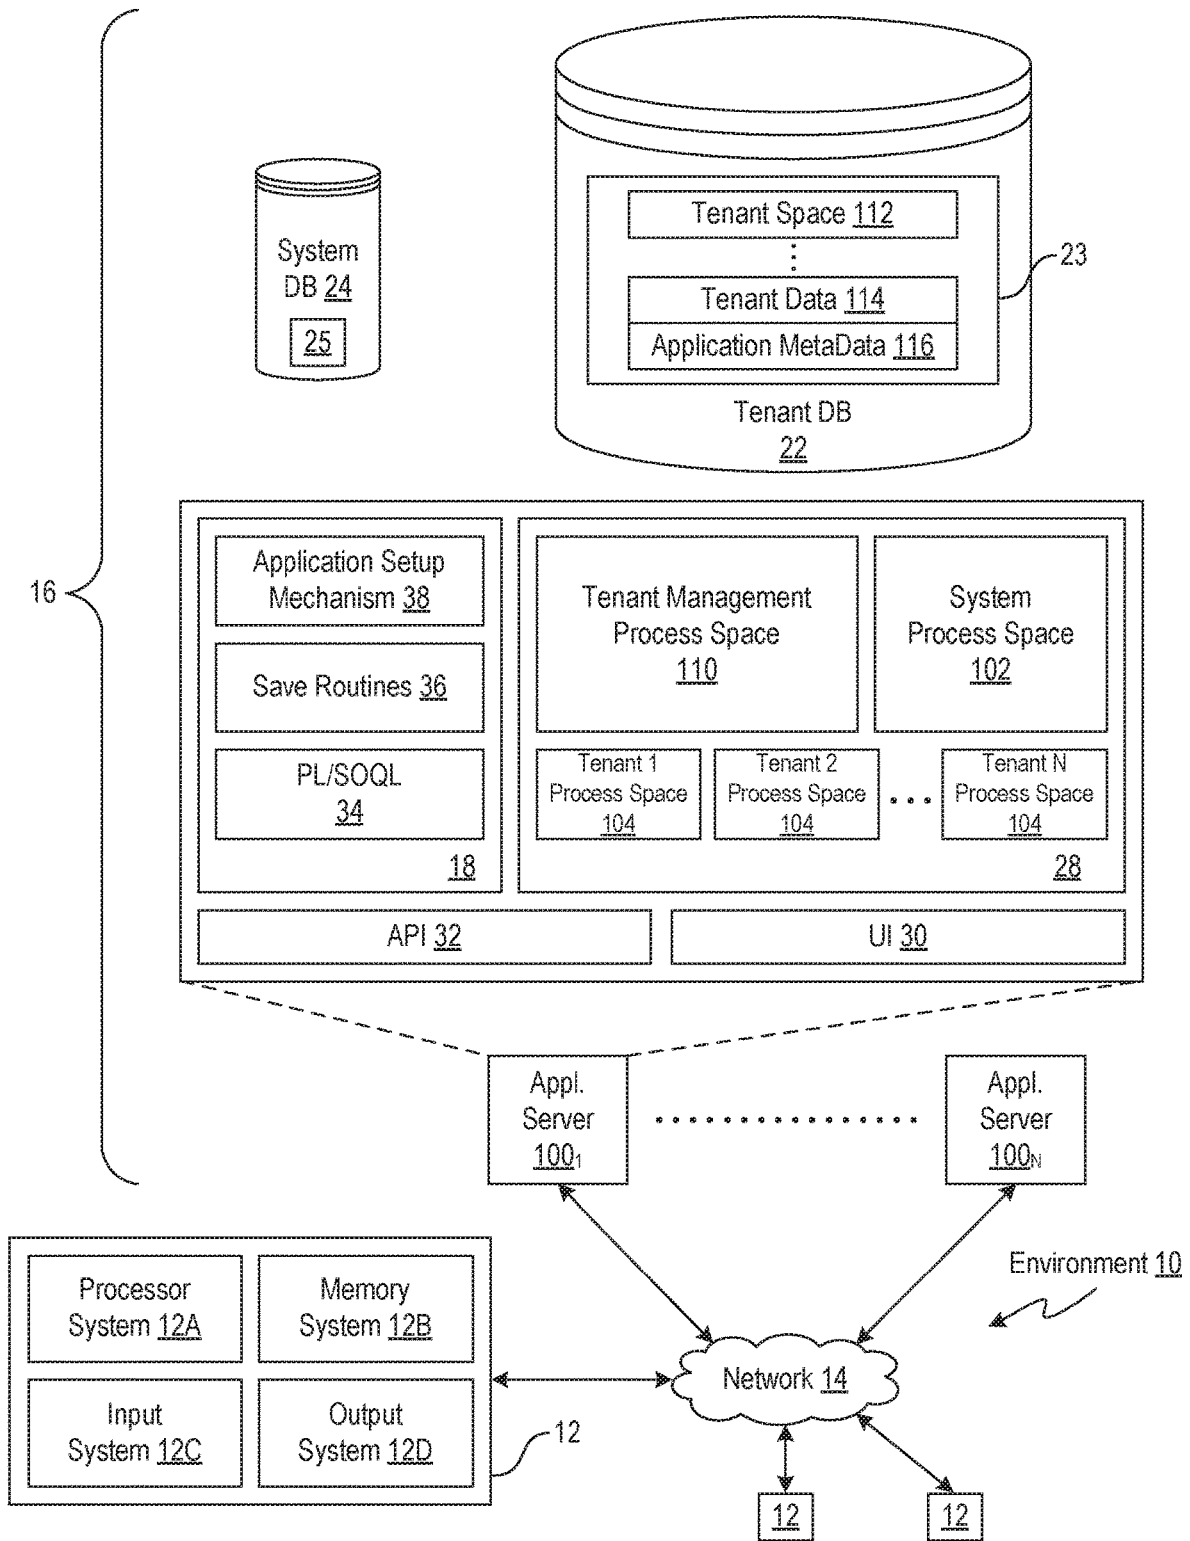 System
DB 24
25
Tenant Space 112
Tenant Data 114
Application MetaData 116
23
Tenant DB
22
16
Application Setup
Mechanism 38
Save Routines 36
PL/SOQL
34
18
Tenant Management
Process Space
110
System
Process Space
102
Tenant 1
Process Space
104
Tenant 2
Process Space
104
Tenant N
Process Space
104
28
API 32
UI 30
Appl.
Server
100₁
Appl.
Server
100ₙ
Environment 10
Processor
System 12A
Memory
System 12B
Input
System 12C
Output
System 12D
12
Network 14
12
12